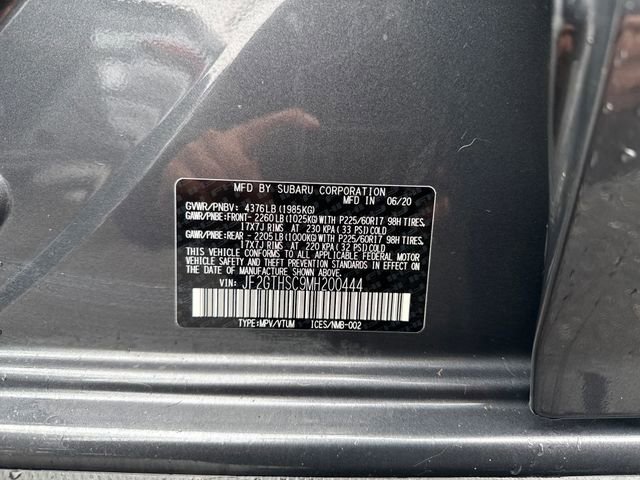 MFD BY SUBARU CORPORATION
MFD IN 06/20
GVWR/PNBV: 4376LB(1985KG)
GAWR/PNBE:FRONT- 2260LB(1025KG)WITH P225/60R17 98H TIRES,
17X7J RIMS AT 230 KPA(33 PSI)COLD
GAWR/PNBE:REAR - 2205LB(1000KG)WITH P225/60R17 98H TIRES,
17X7J RIMS AT 220 KPA(32 PSI)COLD
THIS VEHICLE CONFORMS TO ALL APPLICABLE FEDERAL MOTOR
VEHICLE SAFETY AND THEFT PREVENTION STANDARDS IN EFFECT
ON THE DATE OF MANUFACTURE SHOWN ABOVE.
VIN: JF2GTHSC9MH200444
TYPE:MPV/VTUM ICES/NMB-002